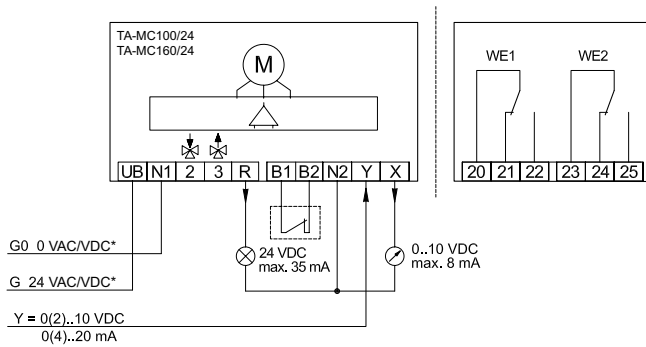 TA-MC100/24
TA-MC160/24
M
WE1 WE2
UB N1 2 3 R B1 B2 N2 Y X
20 21 22 23 24 25
G0 0 VAC/VDC*
24 VDC
max. 35 mA
0..10 VDC
max. 8 mA
G 24 VAC/VDC*
Y = 0(2)..10 VDC
0(4)..20 mA